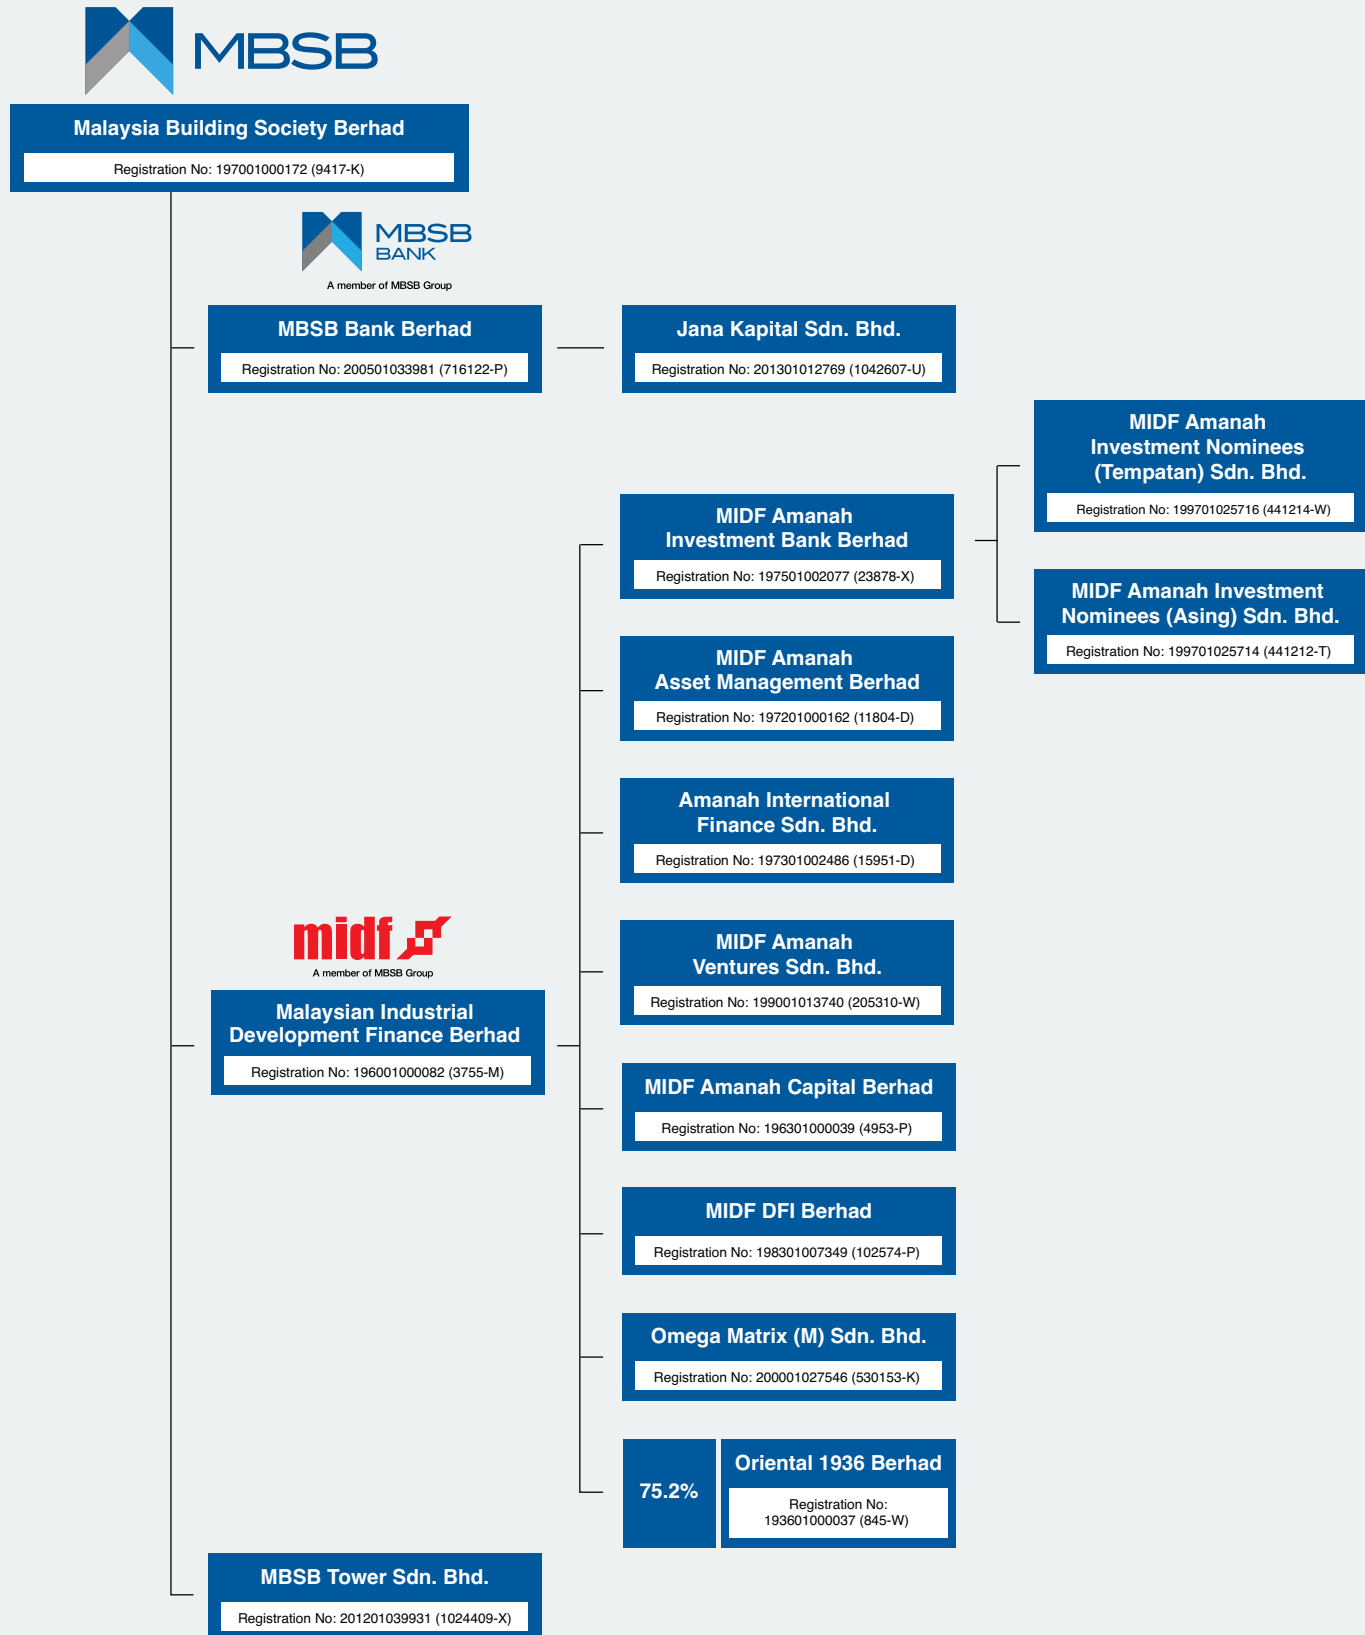 MBSB
Malaysia Building Society Berhad
Registration No: 197001000172 (9417-K)
MBSB
BANK
A member of MBSB Group
MBSB Bank Berhad
Registration No: 200501033981 (716122-P)
Jana Kapital Sdn. Bhd.
Registration No: 201301012769 (1042607-U)
MIDF Amanah
Investment Nominees
(Tempatan) Sdn. Bhd.
Registration No: 199701025716 (441214-W)
MIDF Amanah
Investment Bank Berhad
Registration No: 197501002077 (23878-X)
MIDF Amanah Investment
Nominees (Asing) Sdn. Bhd.
Registration No: 199701025714 (441212-T)
MIDF Amanah
Asset Management Berhad
Registration No: 197201000162 (11804-D)
Amanah International
Finance Sdn. Bhd.
Registration No: 197301002486 (15951-D)
midf
A member of MBSB Group
Malaysian Industrial
Development Finance Berhad
Registration No: 196001000082 (3755-M)
MIDF Amanah
Ventures Sdn. Bhd.
Registration No: 199001013740 (205310-W)
MIDF Amanah Capital Berhad
Registration No: 196301000039 (4953-P)
MIDF DFI Berhad
Registration No: 198301007349 (102574-P)
Omega Matrix (M) Sdn. Bhd.
Registration No: 200001027546 (530153-K)
75.2%
Oriental 1936 Berhad
Registration No:
193601000037 (845-W)
MBSB Tower Sdn. Bhd.
Registration No: 201201039931 (1024409-X)